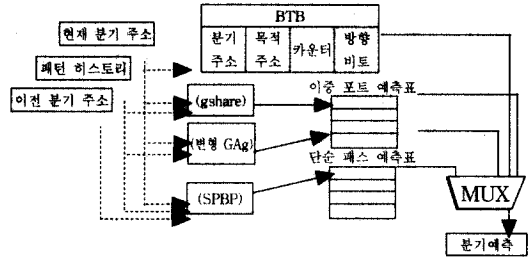 BTB
현재 분기 주소
분기 목적 카운터 방향
주소 주소 비트
패턴 히스토리
이전 분기 주소
이중 포트 예측표
(gshare)
(변형 GAg)
단순 패스 예측표
(SPBP)
MUX
분기예측